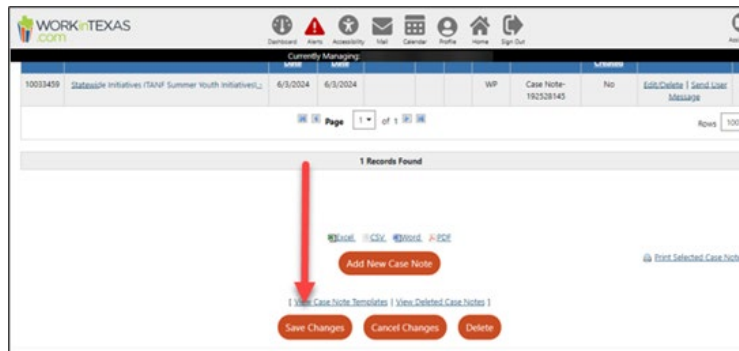 WORKINTEXAS
.com
Dashboard Alerts Accessibility Mail Calendar Profile Home Sign Out
Currently Managing:
Date Date Created
10033459 Statewide Initiatives (TANF Summer Youth Initiatives) 6/3/2024 6/3/2024 WP Case Note- No Edit/Delete | Send User
192528145 Message
Page 1 of 1 Rows 100
1 Records Found
Excel CSV Word PDF
Add New Case Note Print Selected Case Not
[ View Case Note Templates | View Deleted Case Notes ]
Save Changes Cancel Changes Delete